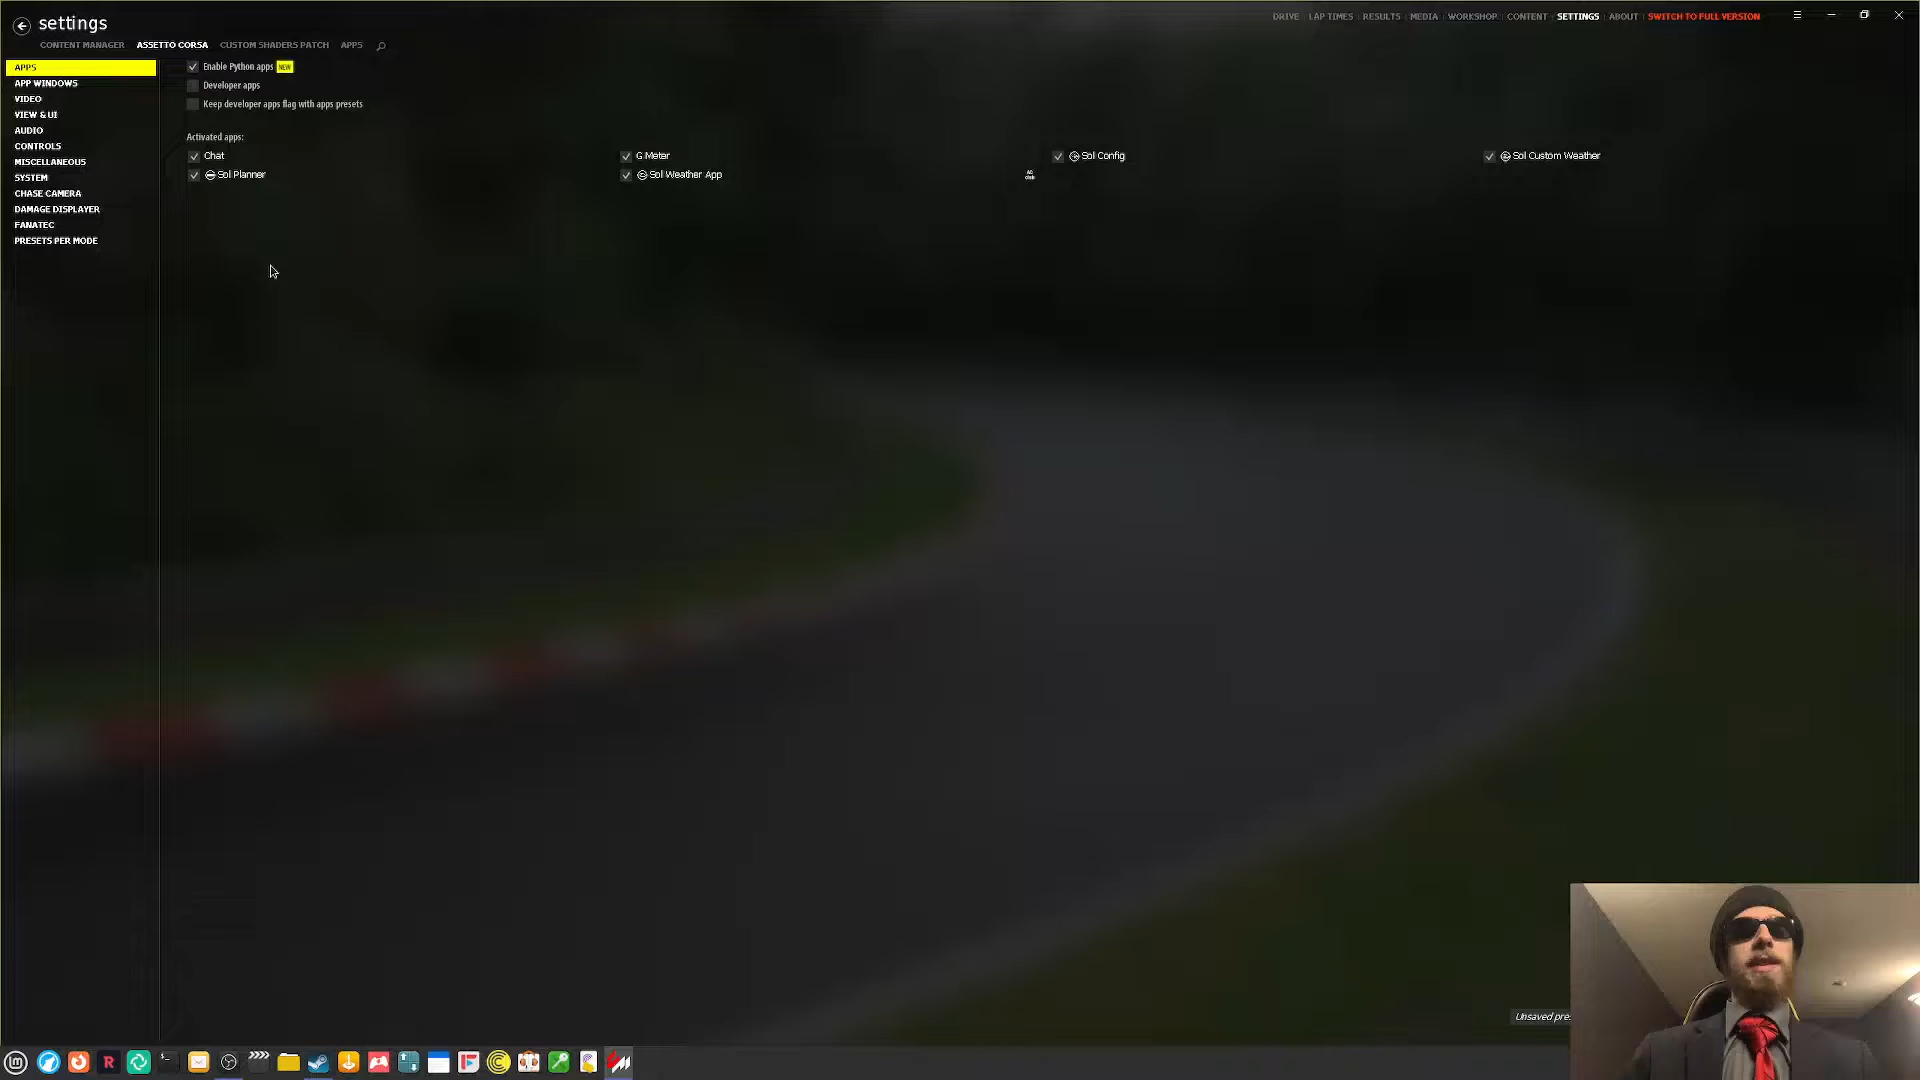 settings
DRIVE LAP TIMES RESULTS MEDIA WORKSHOP CONTENT SETTINGS ABOUT SWITCH TO FULL VERSION
CONTENT MANAGER ASSETTO CORSA CUSTOM SHADERS PATCH APPS
APPS
APP WINDOWS
VIDEO
VIEW & UI
AUDIO
CONTROLS
MISCELLANEOUS
SYSTEM
CHASE CAMERA
DAMAGE DISPLAYER
FANATEC
PRESETS PER MODE
Enable Python apps NEW
Developer apps
Keep developer apps flag with apps presets
Activated apps:
Chat G Meter Sol Config Sol Custom Weather
Sol Planner Sol Weather App
Unsaved pre